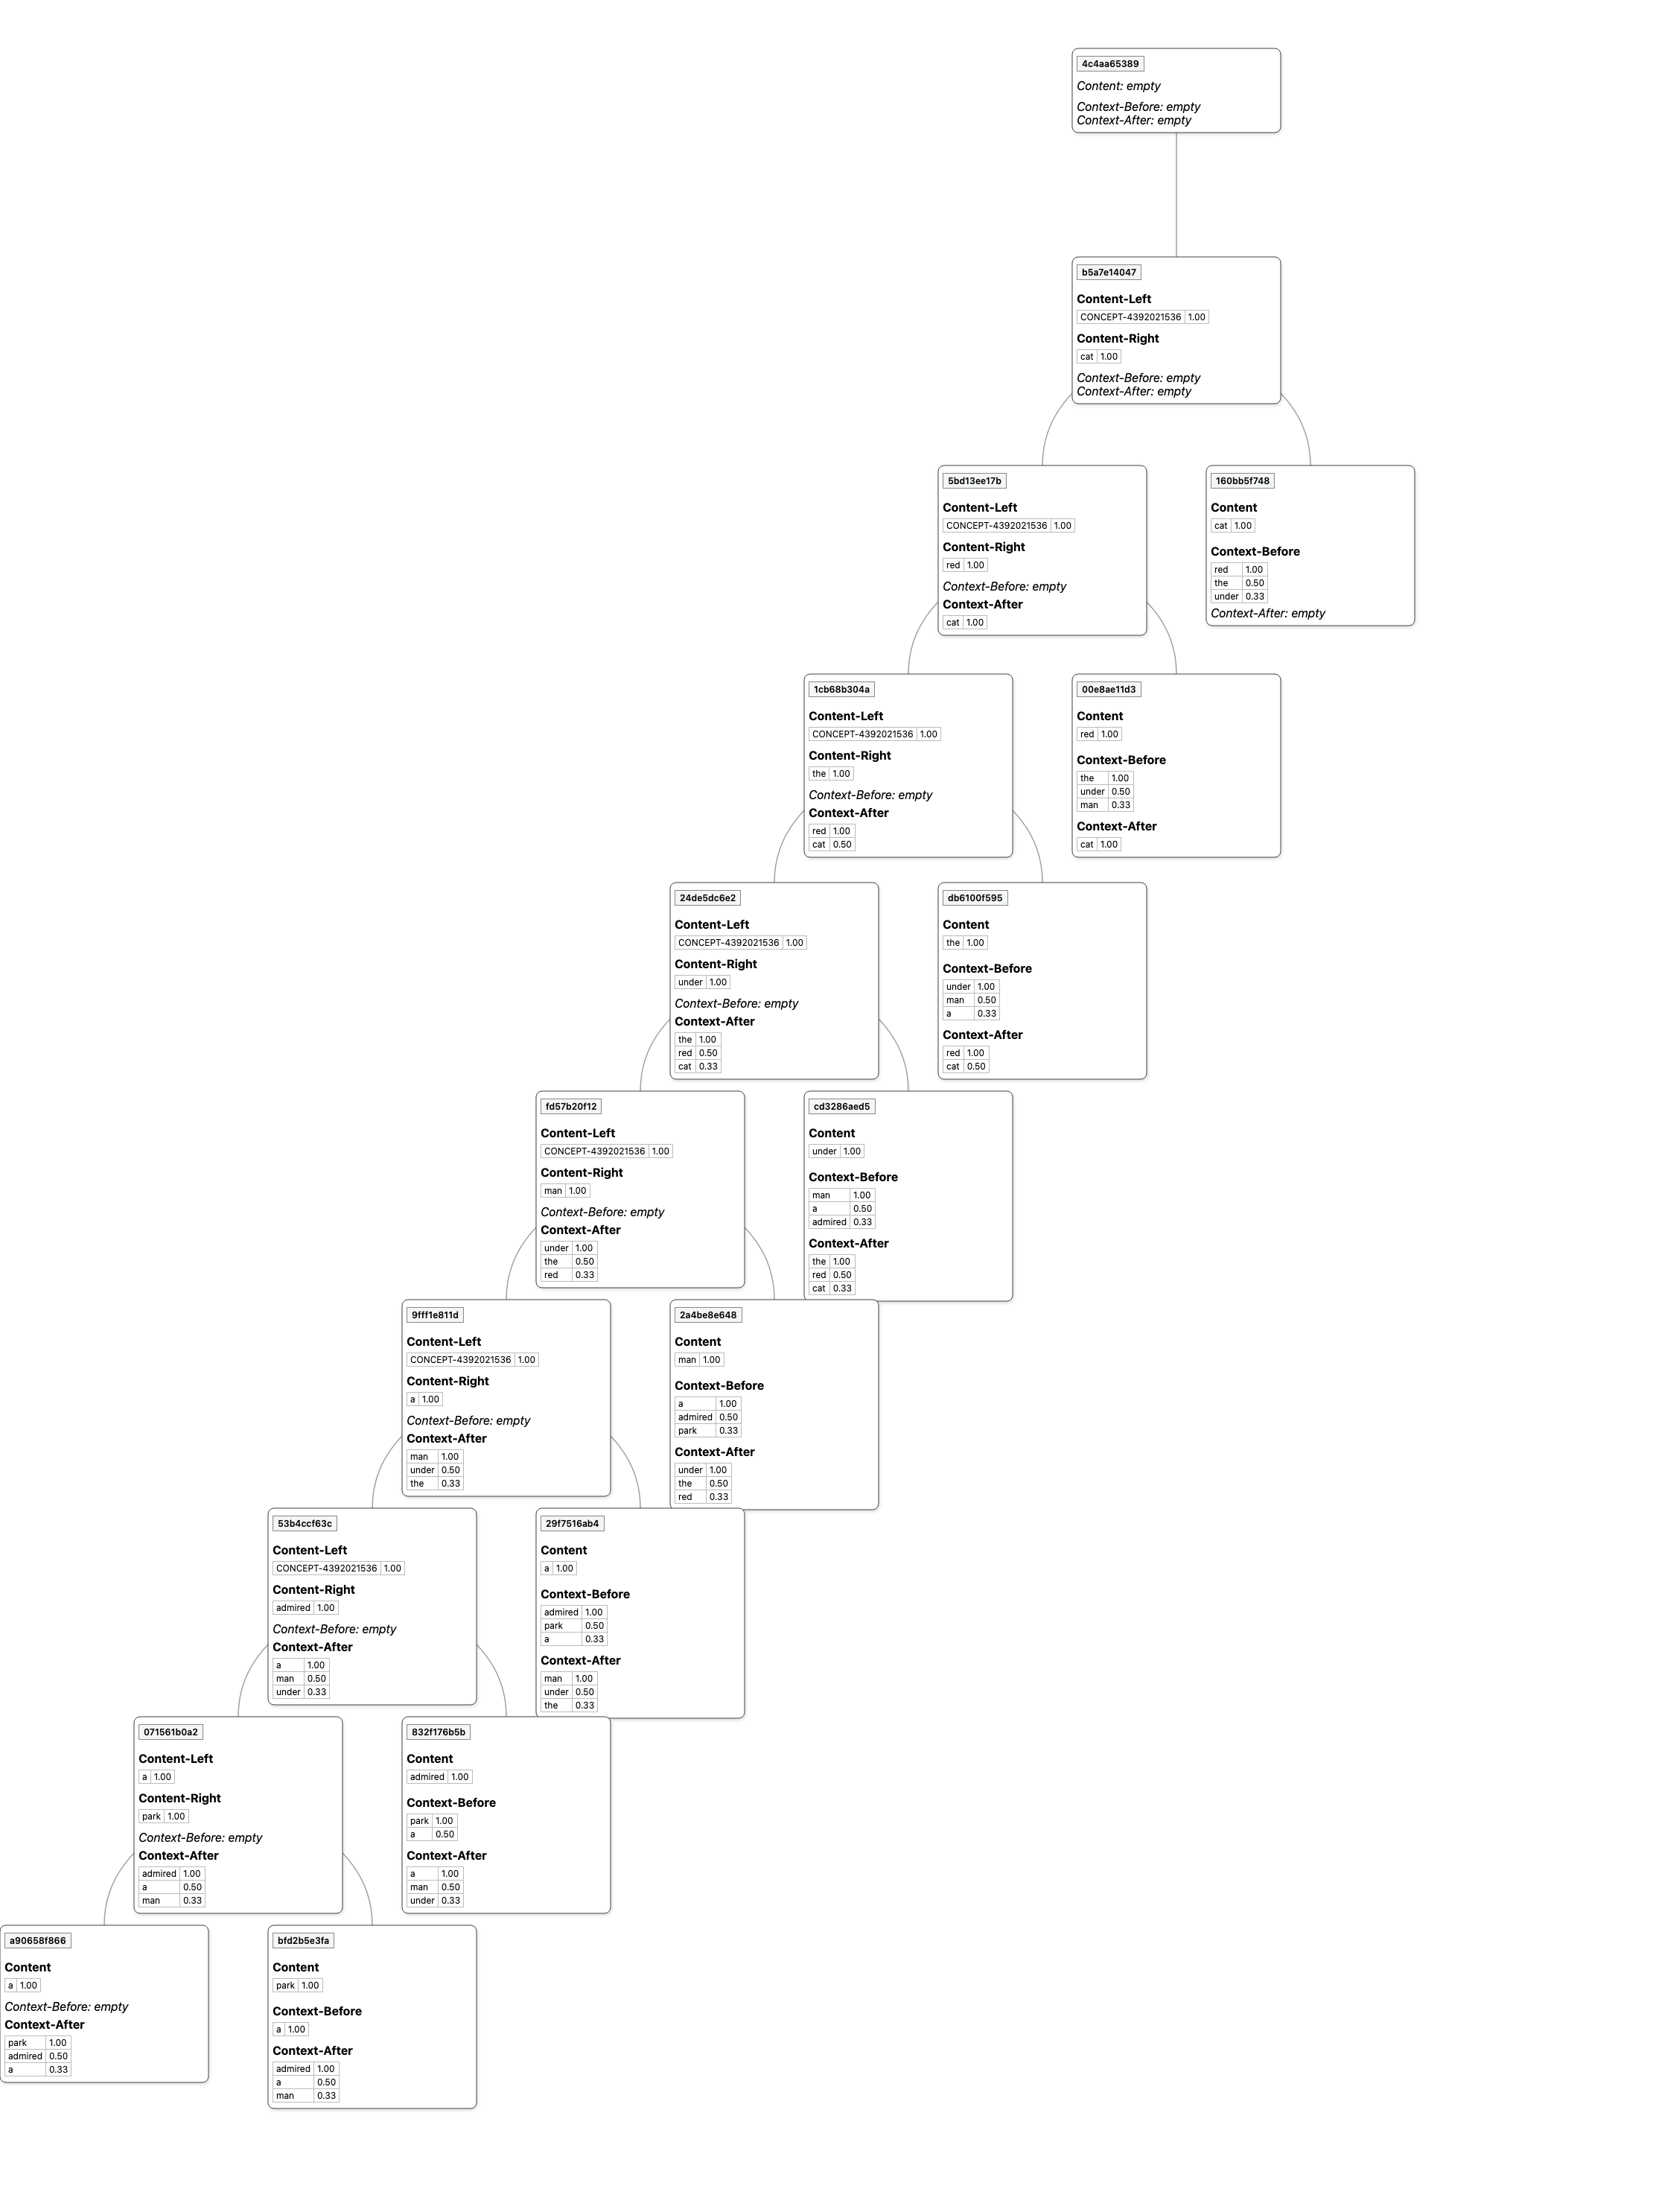 4c4aa65389
Content: empty
Context-Before: empty
Context-After: empty
b5a7e14047
Content-Left
CONCEPT-4392021536 1.00
Content-Right
cat 1.00
Context-Before: empty
Context-After: empty
5bd13ee17b
Content-Left
CONCEPT-4392021536 1.00
Content-Right
red 1.00
Context-Before: empty
Context-After
cat 1.00
160bb5f748
Content
cat 1.00
Context-Before
red 1.00
the 0.50
under 0.33
Context-After: empty
1cb68b304a
Content-Left
CONCEPT-4392021536 1.00
Content-Right
the 1.00
Context-Before: empty
Context-After
red 1.00
cat 0.50
00e8ae11d3
Content
red 1.00
Context-Before
the 1.00
under 0.50
man 0.33
Context-After
cat 1.00
24de5dc6e2
Content-Left
CONCEPT-4392021536 1.00
Content-Right
under 1.00
Context-Before: empty
Context-After
the 1.00
red 0.50
cat 0.33
db6100f595
Content
the 1.00
Context-Before
under 1.00
man 0.50
a 0.33
Context-After
red 1.00
cat 0.50
fd57b20f12
Content-Left
CONCEPT-4392021536 1.00
Content-Right
man 1.00
Context-Before: empty
Context-After
under 1.00
the 0.50
red 0.33
cd3286aed5
Content
under 1.00
Context-Before
man 1.00
a 0.50
admired 0.33
Context-After
the 1.00
red 0.50
cat 0.33
9fff1e811d
Content-Left
CONCEPT-4392021536 1.00
Content-Right
a 1.00
Context-Before: empty
Context-After
man 1.00
under 0.50
the 0.33
2a4be8e648
Content
man 1.00
Context-Before
a 1.00
admired 0.50
park 0.33
Context-After
under 1.00
the 0.50
red 0.33
53b4ccf63c
Content-Left
CONCEPT-4392021536 1.00
Content-Right
admired 1.00
Context-Before: empty
Context-After
a 1.00
man 0.50
under 0.33
29f7516ab4
Content
a 1.00
Context-Before
admired 1.00
park 0.50
a 0.33
Context-After
man 1.00
under 0.50
the 0.33
071561b0a2
Content-Left
a 1.00
Content-Right
park 1.00
Context-Before: empty
Context-After
admired 1.00
a 0.50
man 0.33
832f176b5b
Content
admired 1.00
Context-Before
park 1.00
a 0.50
Context-After
a 1.00
man 0.50
under 0.33
a90658f866
Content
a 1.00
Context-Before: empty
Context-After
park 1.00
admired 0.50
a 0.33
bfd2b5e3fa
Content
park 1.00
Context-Before
a 1.00
Context-After
admired 1.00
a 0.50
man 0.33